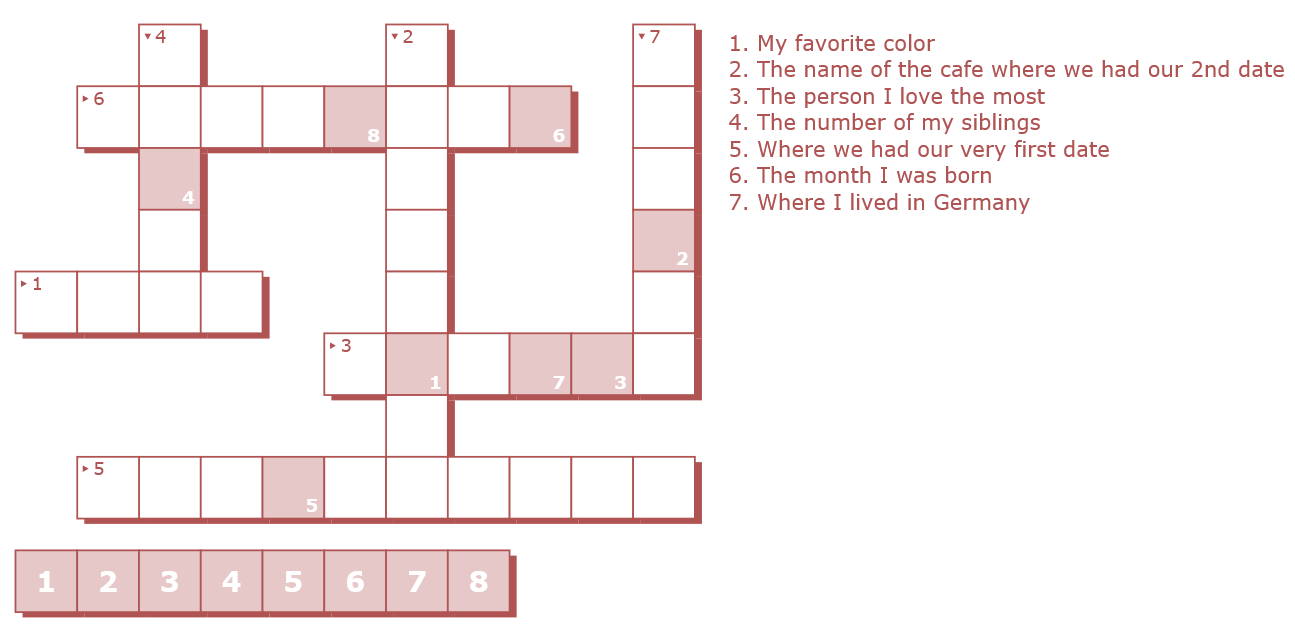 4
2
7
6
8
6
4
2
1
3
1
7
3
5
5
1 2 3 4 5 6 7 8
1. My favorite color
2. The name of the cafe where we had our 2nd date
3. The person I love the most
4. The number of my siblings
5. Where we had our very first date
6. The month I was born
7. Where I lived in Germany